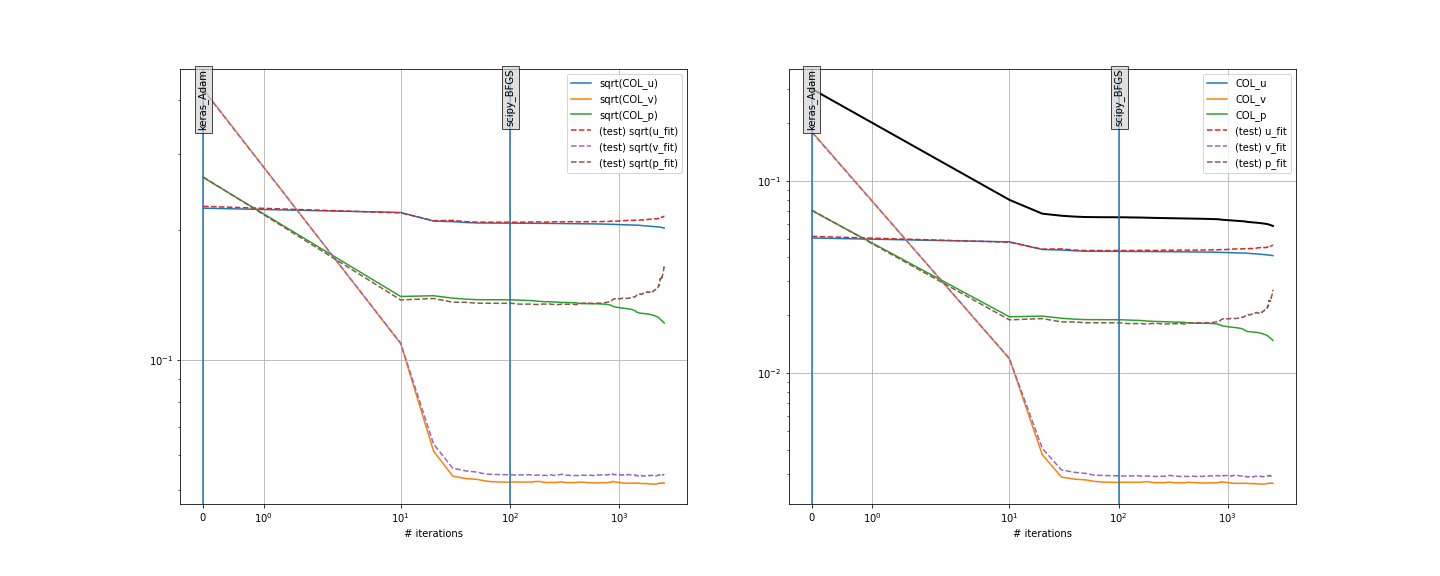 keras_Adam
scipy_BFGS
sqrt(COL_u)
sqrt(COL_v)
sqrt(COL_p)
(test) sqrt(u_fit)
(test) sqrt(v_fit)
(test) sqrt(p_fit)
10⁻¹
0
10⁰
10¹
10²
10³
# iterations
keras_Adam
scipy_BFGS
COL_u
COL_v
COL_p
(test) u_fit
(test) v_fit
(test) p_fit
10⁻¹
10⁻²
0
10⁰
10¹
10²
10³
# iterations